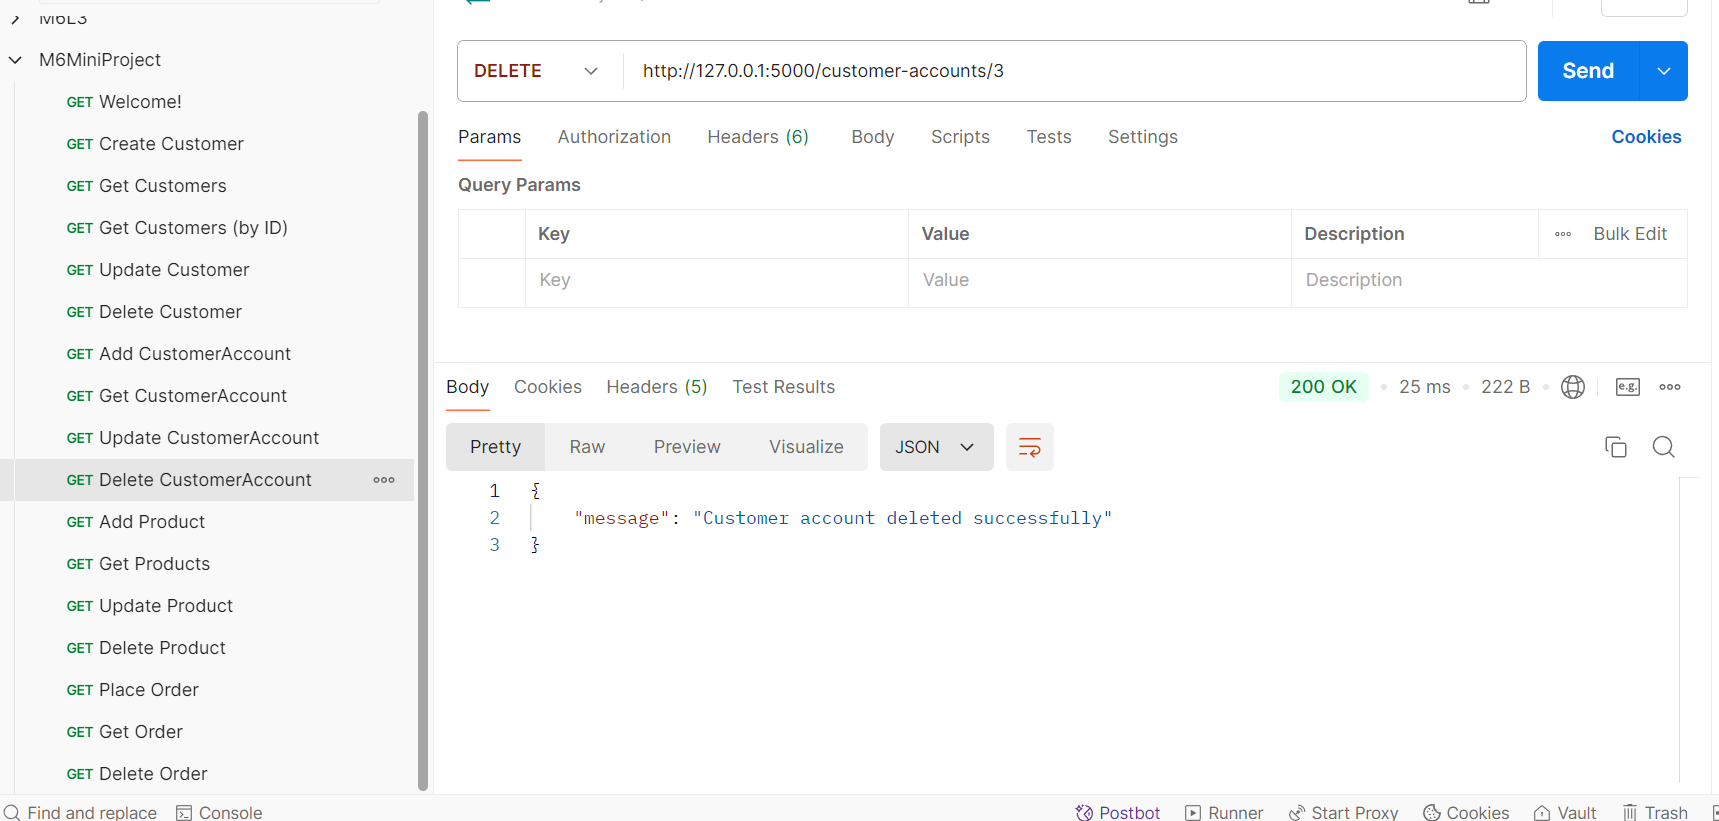 M6L3
M6MiniProject
GET Welcome!
GET Create Customer
GET Get Customers
GET Get Customers (by ID)
GET Update Customer
GET Delete Customer
GET Add CustomerAccount
GET Get CustomerAccount
GET Update CustomerAccount
GET Delete CustomerAccount
GET Add Product
GET Get Products
GET Update Product
GET Delete Product
GET Place Order
GET Get Order
GET Delete Order
DELETE http://127.0.0.1:5000/customer-accounts/3 Send
Params Authorization Headers (6) Body Scripts Tests Settings Cookies
Query Params
Key Value Description Bulk Edit
Key Value Description
Body Cookies Headers (5) Test Results 200 OK 25 ms 222 B e.g.
Pretty Raw Preview Visualize JSON
1 {
2 "message": "Customer account deleted successfully"
3 }
Find and replace Console Postbot Runner Start Proxy Cookies Vault Trash